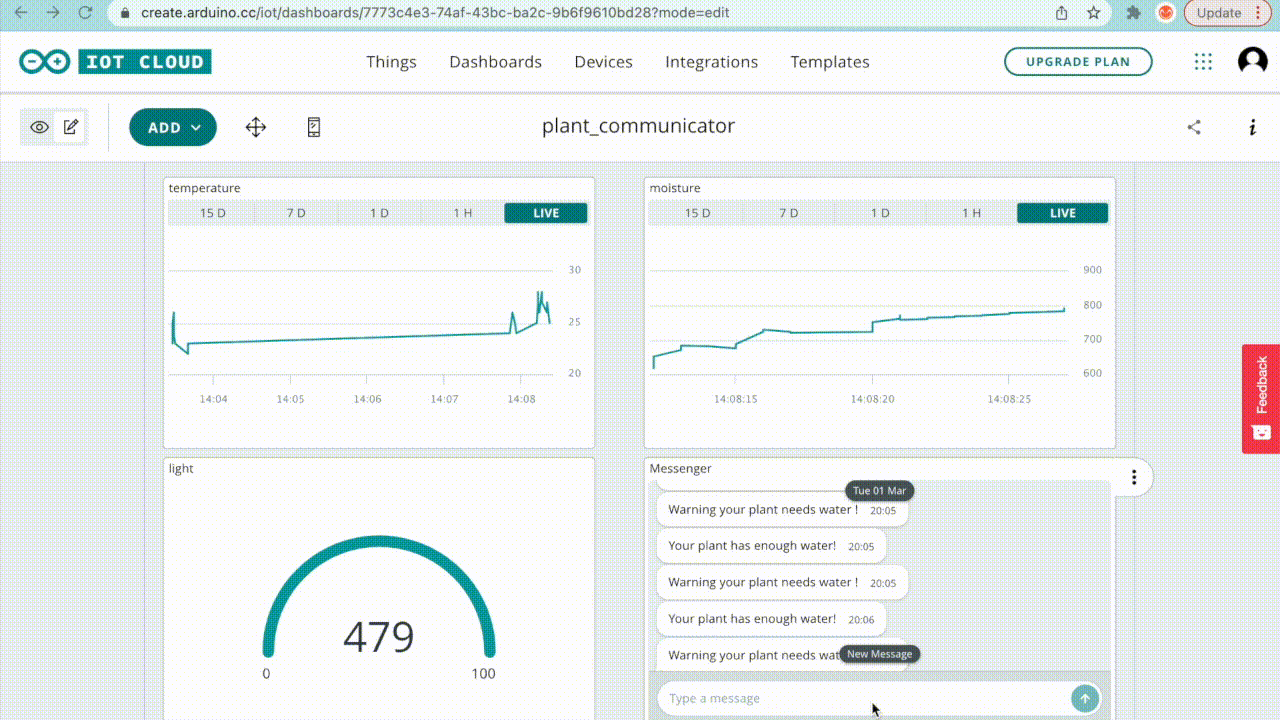 create.arduino.cc/iot/dashboards/7773c4e3-74af-43bc-ba2c-9b6f9610bd28?mode=edit
Update
IOT CLOUD
Things
Dashboards
Devices
Integrations
Templates
UPGRADE PLAN
ADD
plant_communicator
i
temperature
15 D 7 D 1 D 1 H LIVE
30
25
20
14:04 14:05 14:06 14:07 14:08
moisture
15 D 7 D 1 D 1 H LIVE
900
800
700
600
14:08:15 14:08:20 14:08:25
Feedback
light
479
0 100
Messenger
Tue 01 Mar
Warning your plant needs water ! 20:05
Your plant has enough water! 20:05
Warning your plant needs water ! 20:05
Your plant has enough water! 20:06
Warning your plant needs wat
New Message
Type a message